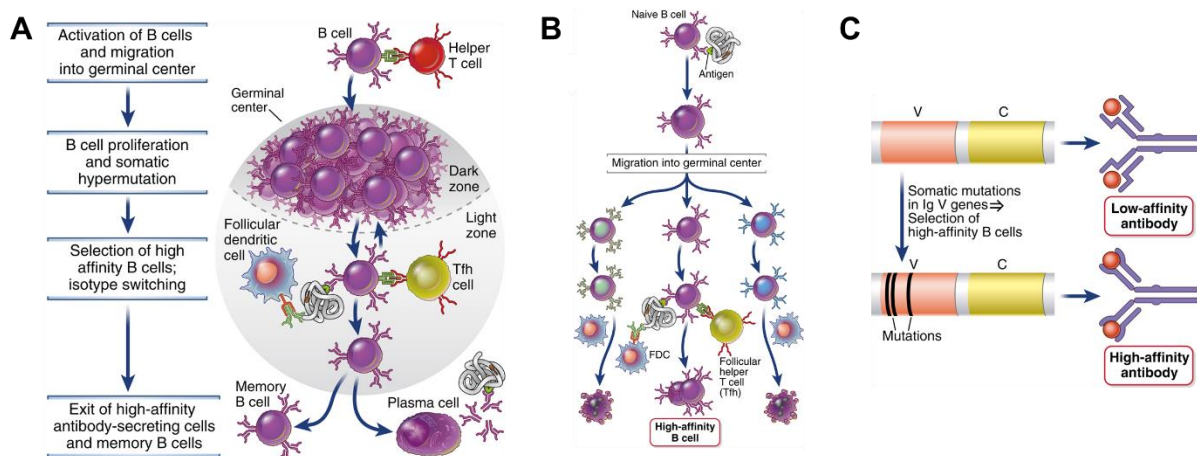 A
Activation of B cells
and migration
into germinal center
B cell proliferation
and somatic
hypermutation
Selection of high
affinity B cells;
isotype switching
Exit of high-affinity
antibody-secreting cells
and memory B cells
B cell
Helper
T cell
Germinal
center
Dark
zone
Light
zone
Follicular
dendritic
cell
Tfh
cell
Memory
B cell
Plasma cell
B
Naive B cell
Antigen
Migration into germinal center
FDC
Follicular
helper
T cell
(Tfh)
High-affinity
B cell
C
V
C
Somatic mutations
in Ig V genes⇒
Selection of
high-affinity B cells
Low-affinity
antibody
V
C
Mutations
High-affinity
antibody